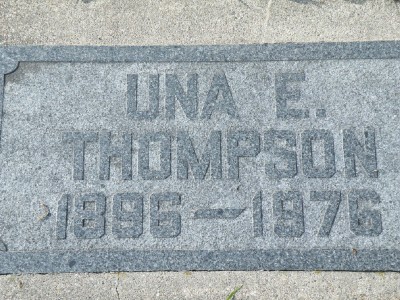 UNA E.
THOMPSON
1896 — 1976